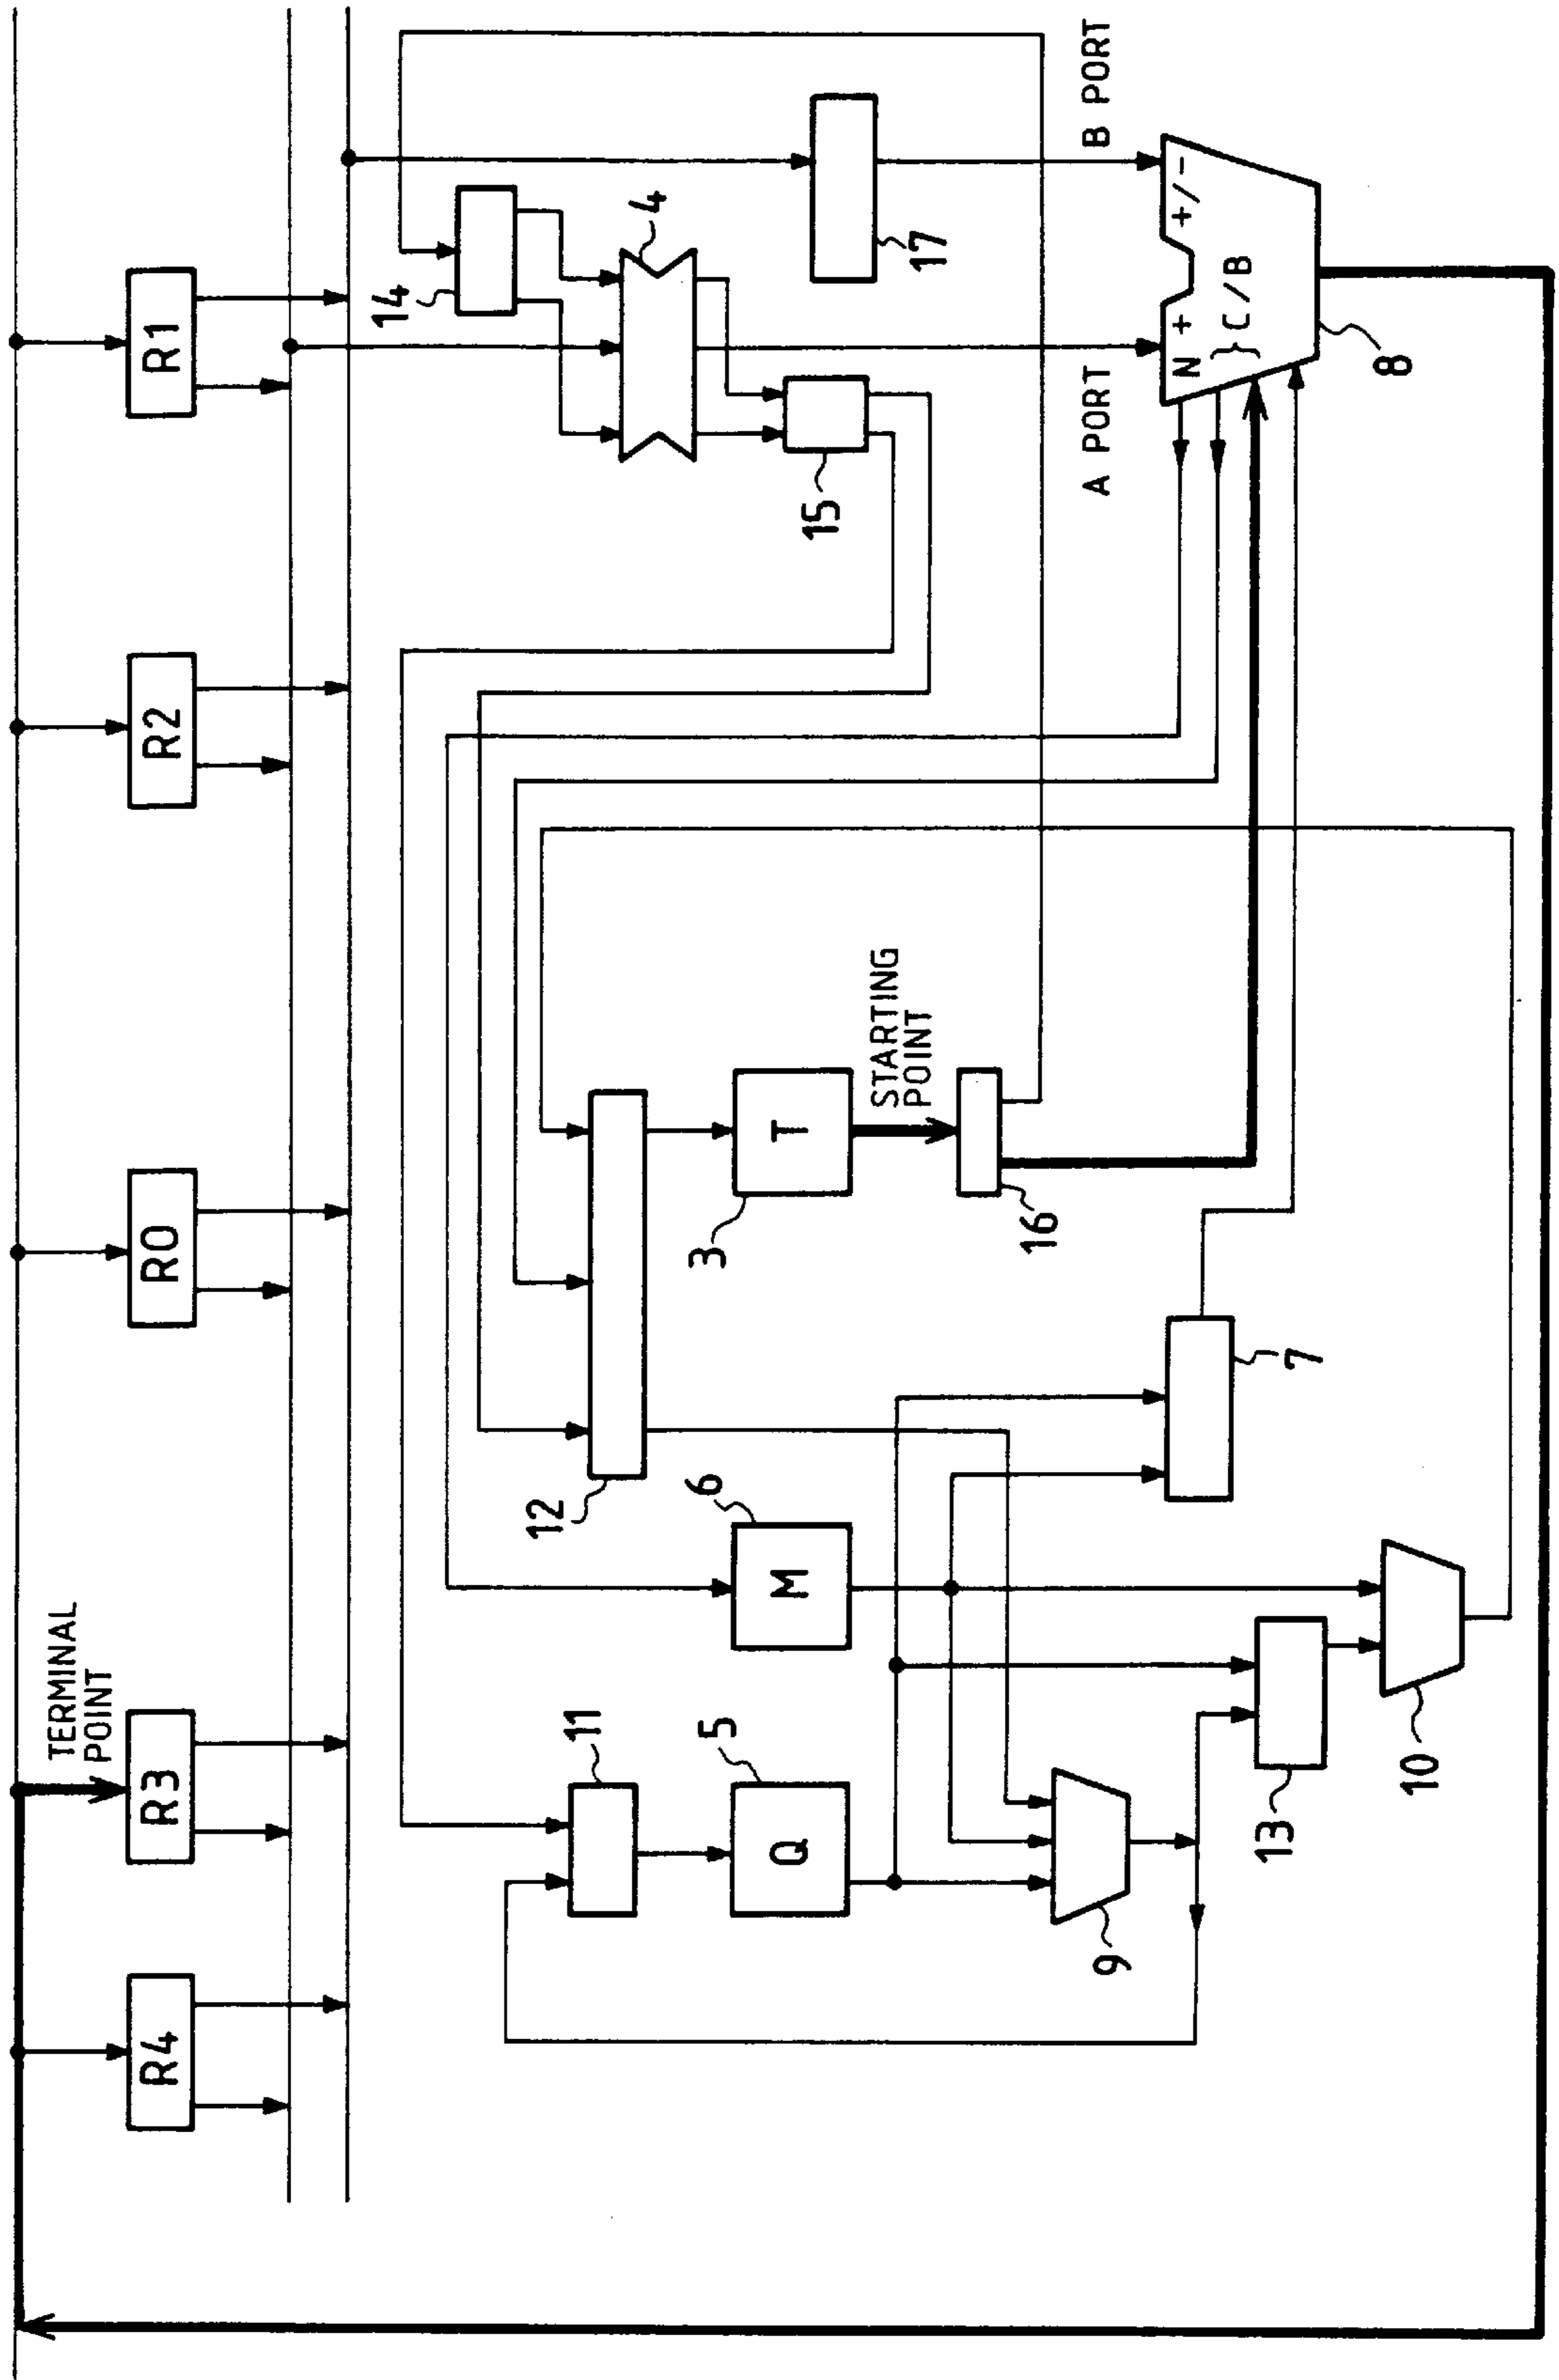 R4
R3
TERMINAL
POINT
R0
R2
R1
14
4
17
15
11
5
Q
12
6
M
3
T
STARTING
POINT
16
9
13
10
7
A PORT
B PORT
N
+
+/-
} C/B
8